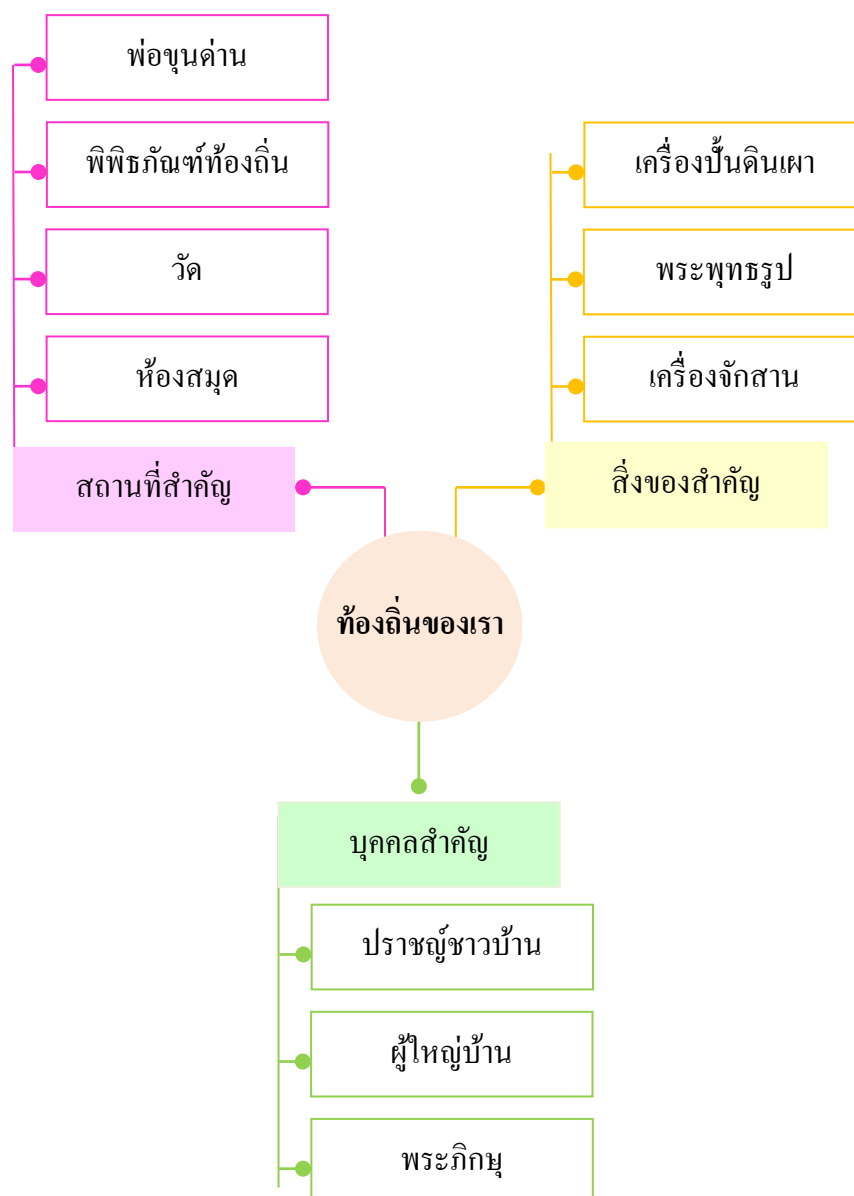 พ่อขุนด่าน
พิพิธภัณฑ์ท้องถิ่น
วัด
ห้องสมุด
สถานที่สำคัญ
เครื่องปั้นดินเผา
พระพุทธรูป
เครื่องจักสาน
สิ่งของสำคัญ
ท้องถิ่นของเรา
บุคคลสำคัญ
ปราชญ์ชาวบ้าน
ผู้ใหญ่บ้าน
พระภิกษุ